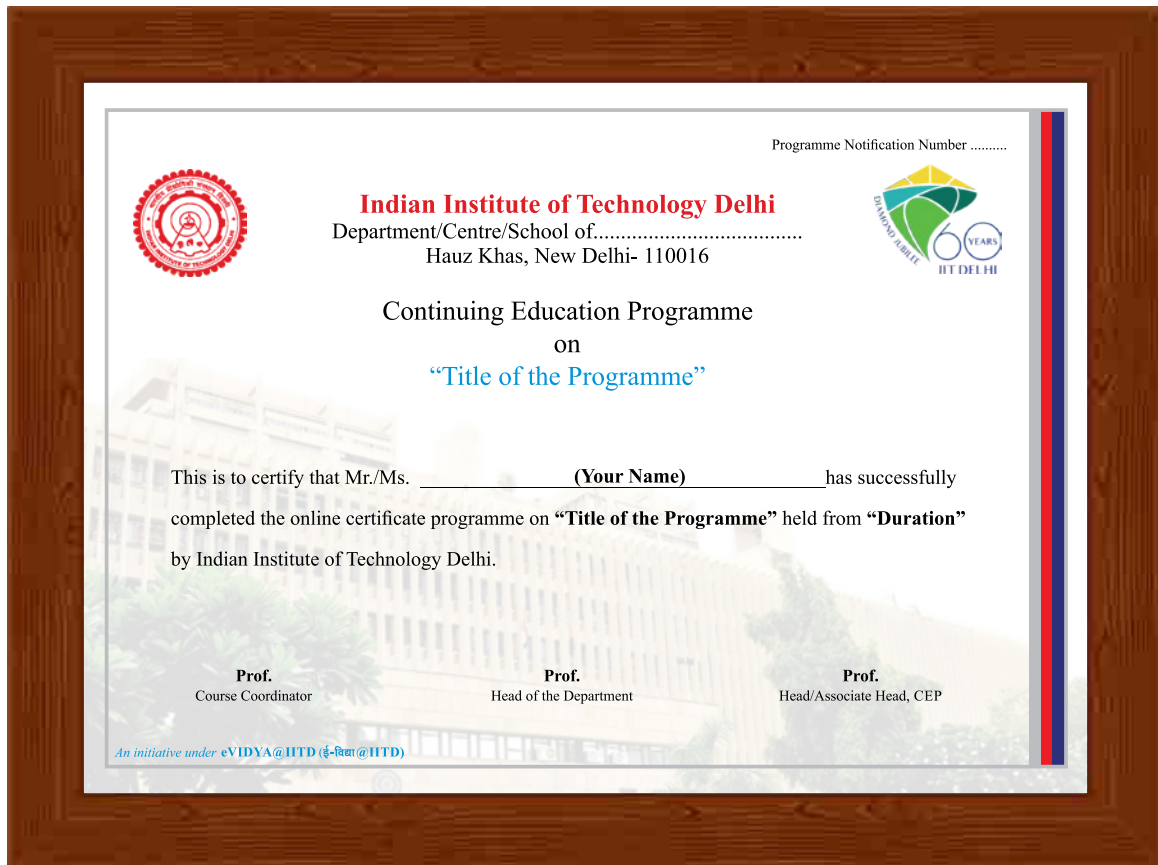 Programme Notification Number ..........
Indian Institute of Technology Delhi
Department/Centre/School of......................................
Hauz Khas, New Delhi- 110016
DIAMOND JUBILEE
60 YEARS
IIT DELHI
Continuing Education Programme
on
“Title of the Programme”
This is to certify that Mr./Ms. (Your Name) has successfully
completed the online certificate programme on “Title of the Programme” held from “Duration”
by Indian Institute of Technology Delhi.
Prof.
Course Coordinator
Prof.
Head of the Department
Prof.
Head/Associate Head, CEP
An initiative under eVIDYA@IITD (ई-विद्या@IITD)